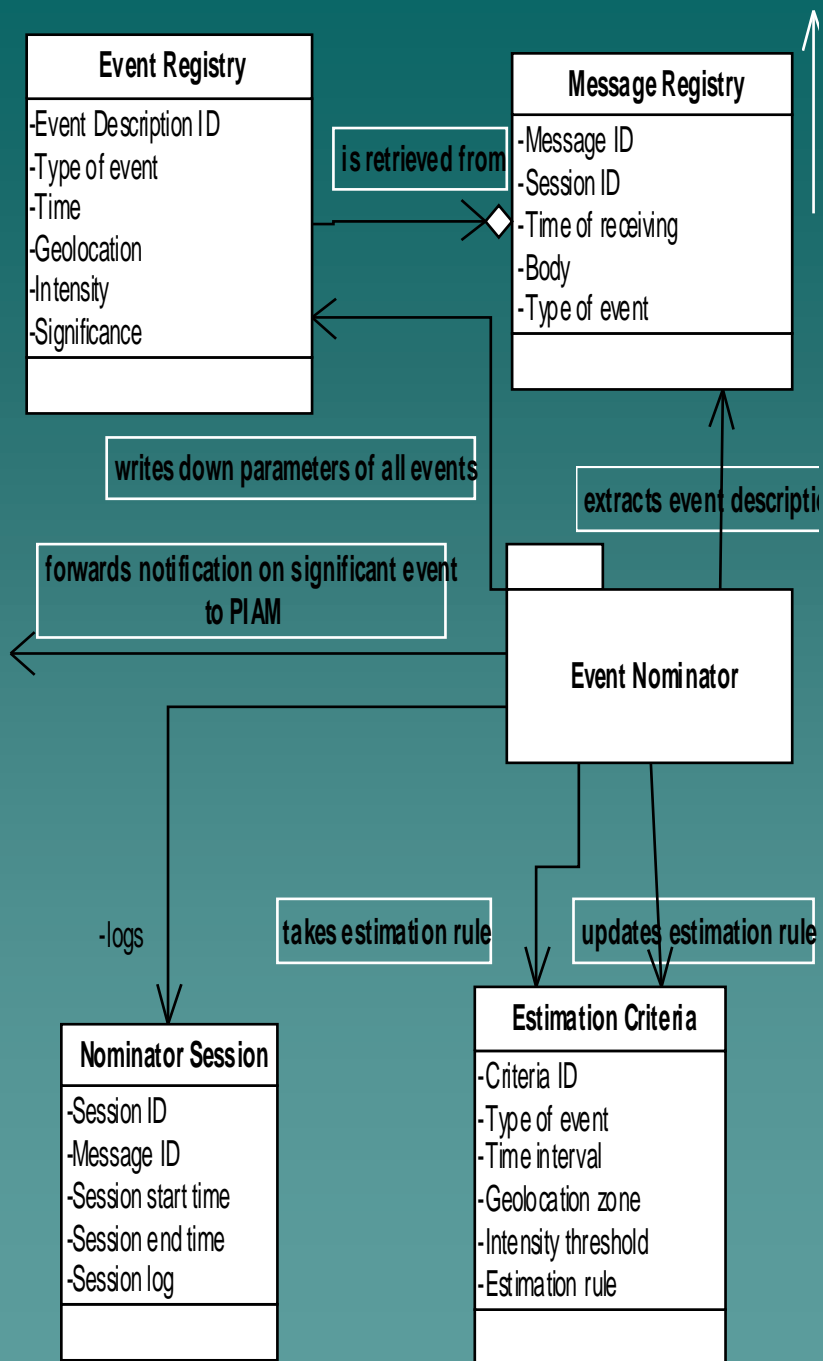 Event Registry
-Event Description ID
-Type of event
-Time
-Geolocation
-Intensity
-Significance
is retrieved from
Message Registry
-Message ID
-Session ID
-Time of receiving
-Body
-Type of event
writes down parameters of all events
extracts event descripti
forwards notification on significant event
to PIAM
Event Nominator
-logs
takes estimation rule
updates estimation rule
Nominator Session
-Session ID
-Message ID
-Session start time
-Session end time
-Session log
Estimation Criteria
-Criteria ID
-Type of event
-Time interval
-Geolocation zone
-Intensity threshold
-Estimation rule